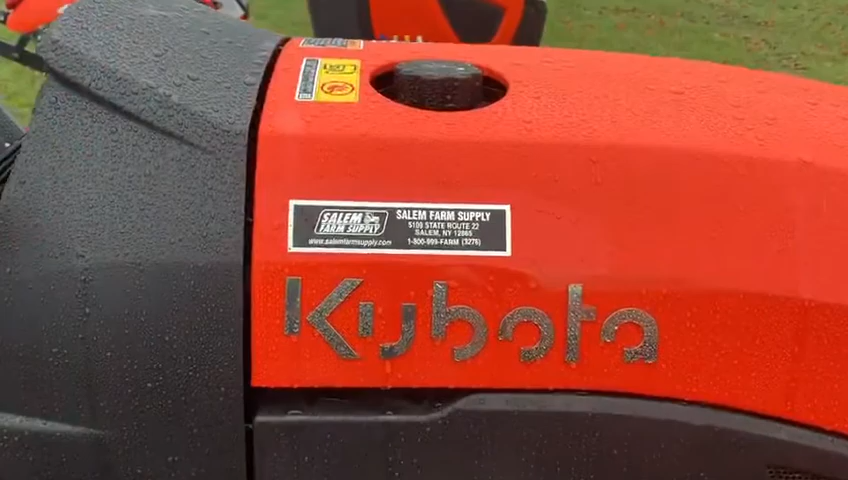 SALEM
FARM SUPPLY
www.salemfarmsupply.com
SALEM FARM SUPPLY
5109 STATE ROUTE 22
SALEM, NY 12865
1-800-999-FARM (3276)
Kubota